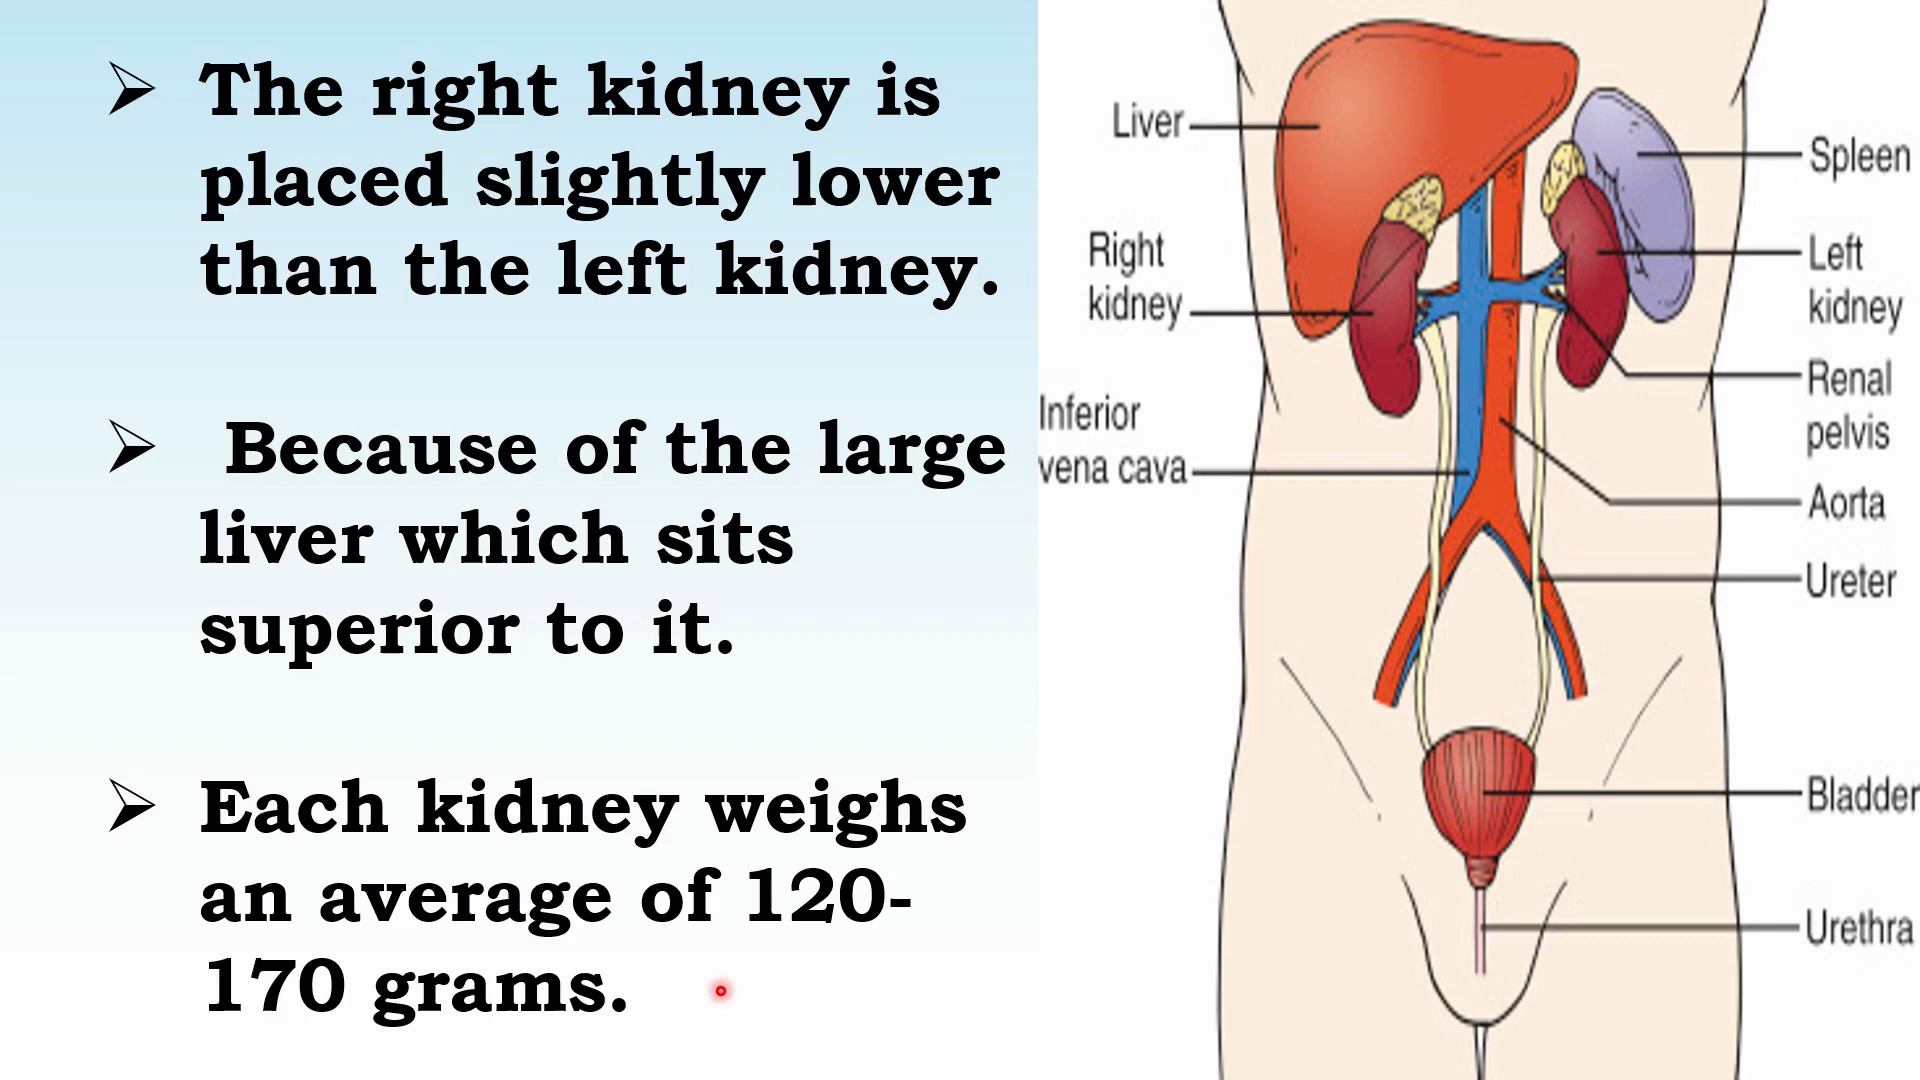 The right kidney is
placed slightly lower
than the left kidney.
Because of the large
liver which sits
superior to it.
Each kidney weighs
an average of 120-
170 grams.
Liver
Right
kidney
Inferior
vena cava
Spleen
Left
kidney
Renal
pelvis
Aorta
Ureter
Bladder
Urethra